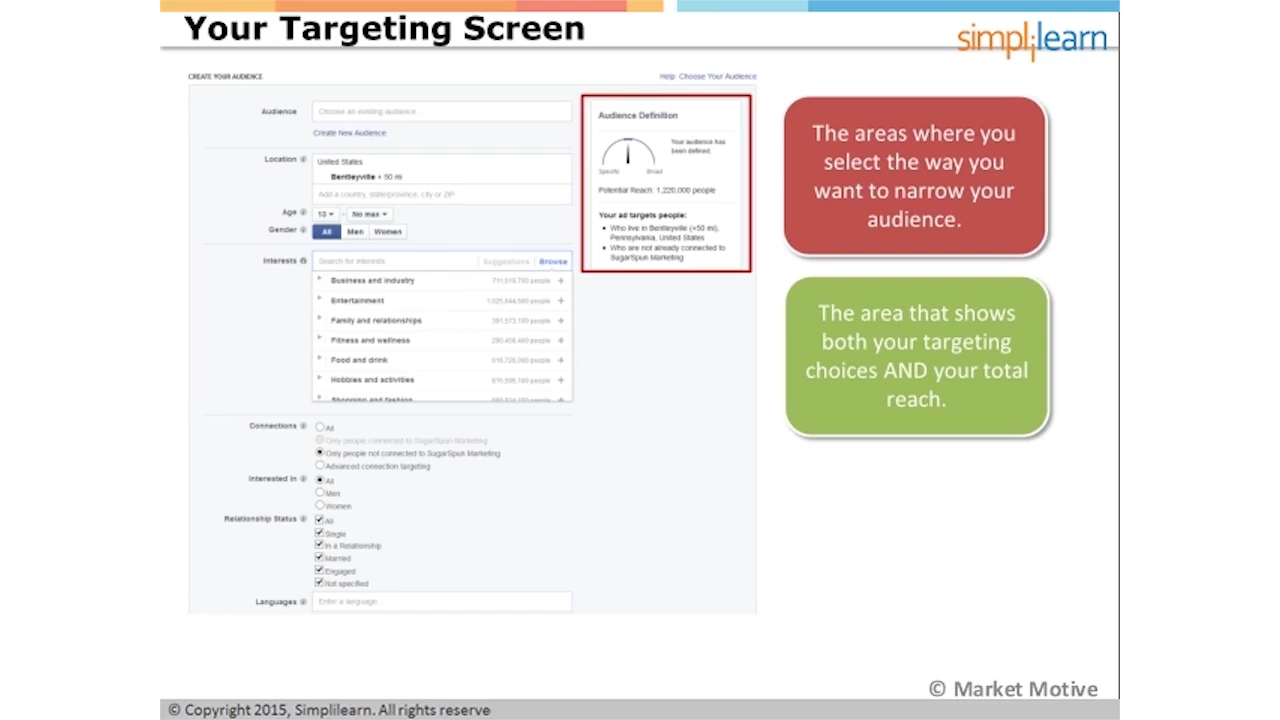 Your Targeting Screen
simplilearn
CREATE YOUR AUDIENCE
Help: Choose Your Audience
Audience
Choose an existing audience...
Create New Audience
Location
United States
Bentleyville + 50 mi
Add a country, state/province, city or ZIP
Age
13 - No max
Gender
All Men Women
Interests
Search for interests Suggestions Browse
Business and industry
Entertainment
Family and relationships
Fitness and wellness
Food and drink
Hobbies and activities
Shopping and fashion
Connections
All
Only people connected to SugarSpun Marketing
Only people not connected to SugarSpun Marketing
Advanced connection targeting
Interested In
All
Men
Women
Relationship Status
All
Single
In a Relationship
Married
Engaged
Not specified
Languages
Enter a language...
Audience Definition
Your audience has
been defined.
Specific Broad
Potential Reach: 1,220,000 people
Your ad targets people:
Who live in Bentleyville (+50 mi),
Pennsylvania, United States
Who are not already connected to
SugarSpun Marketing
The areas where you
select the way you
want to narrow your
audience.
The area that shows
both your targeting
choices AND your total
reach.
© Market Motive
© Copyright 2015, Simplilearn. All rights reserve